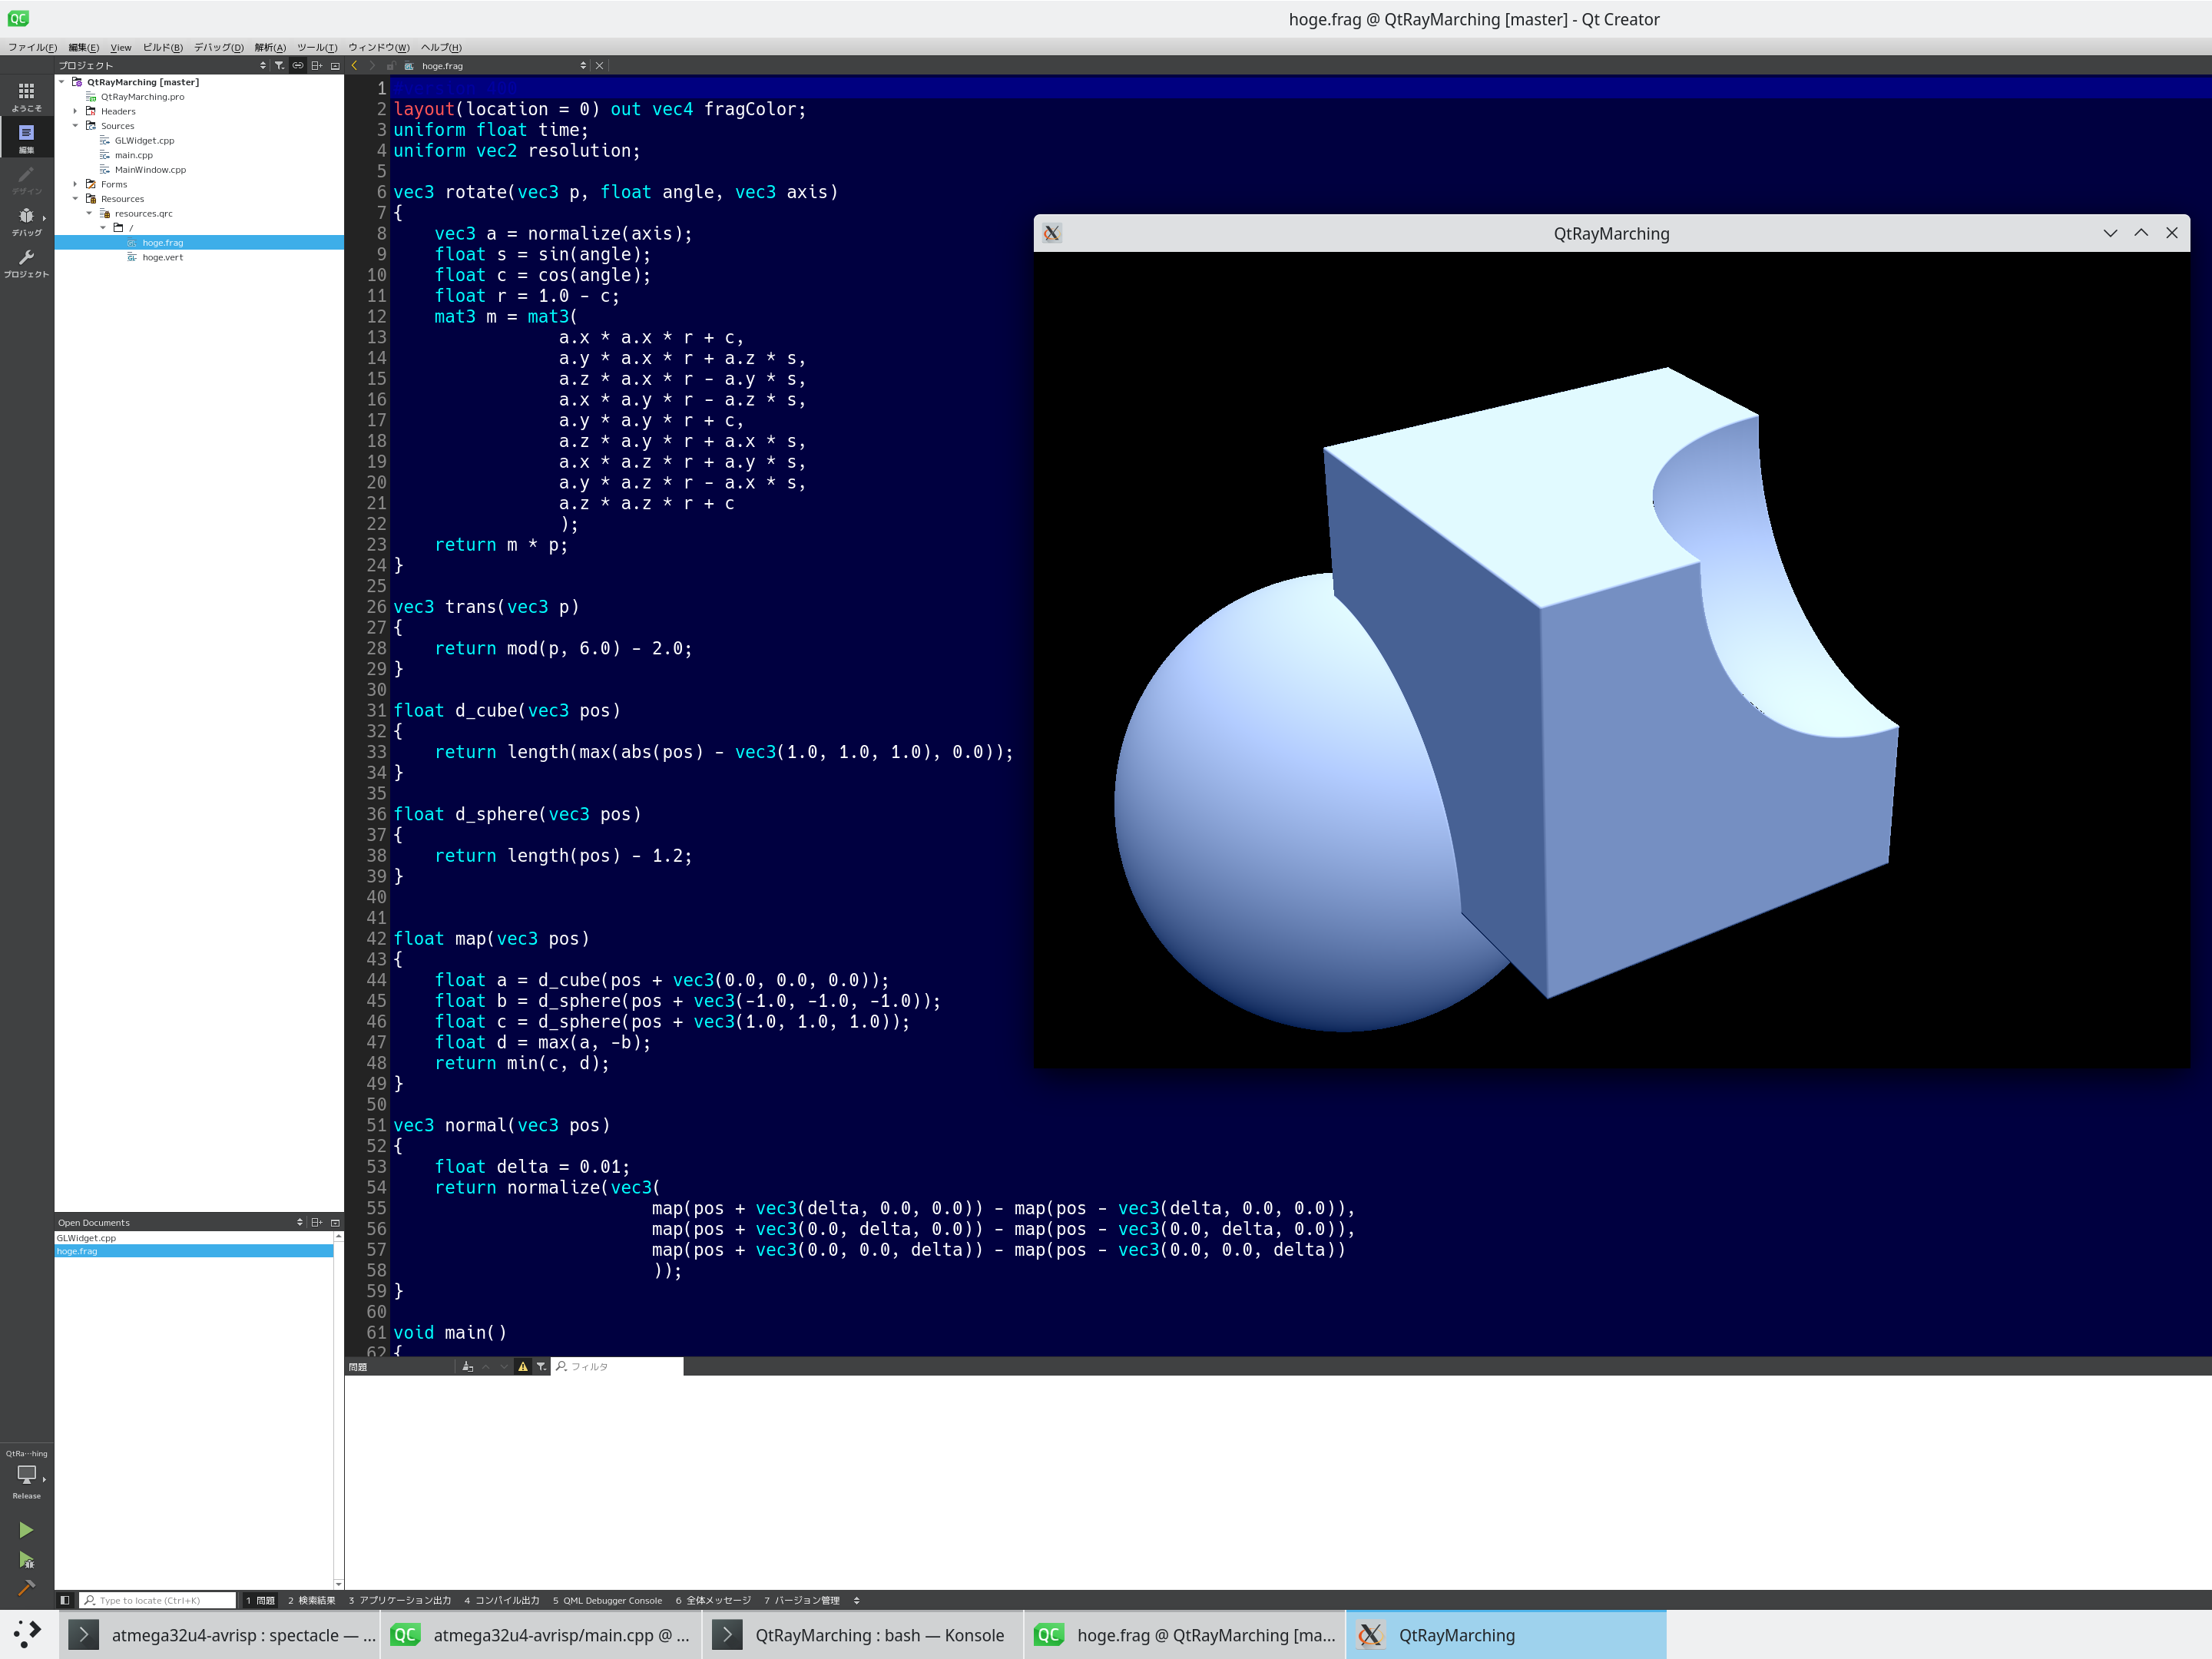 hoge.frag @ QtRayMarching [master] - Qt Creator
ファイル(F) 編集(E) View ビルド(B) デバッグ(D) 解析(A) ツール(T) ウィンドウ(W) ヘルプ(H)
プロジェクト
hoge.frag
ようこそ
編集
デザイン
デバッグ
プロジェクト
QtRayMarching [master]
QtRayMarching.pro
Headers
Sources
GLWidget.cpp
main.cpp
MainWindow.cpp
Forms
Resources
resources.qrc
/
hoge.frag
hoge.vert
1
2 layout(location = 0) out vec4 fragColor;
3 uniform float time;
4 uniform vec2 resolution;
5
6 vec3 rotate(vec3 p, float angle, vec3 axis)
7 {
8 vec3 a = normalize(axis);
9 float s = sin(angle);
10 float c = cos(angle);
11 float r = 1.0 - c;
12 mat3 m = mat3(
13 a.x * a.x * r + c,
14 a.y * a.x * r + a.z * s,
15 a.z * a.x * r - a.y * s,
16 a.x * a.y * r - a.z * s,
17 a.y * a.y * r + c,
18 a.z * a.y * r + a.x * s,
19 a.x * a.z * r + a.y * s,
20 a.y * a.z * r - a.x * s,
21 a.z * a.z * r + c
22 );
23 return m * p;
24 }
25
26 vec3 trans(vec3 p)
27 {
28 return mod(p, 6.0) - 2.0;
29 }
30
31 float d_cube(vec3 pos)
32 {
33 return length(max(abs(pos) - vec3(1.0, 1.0, 1.0), 0.0));
34 }
35
36 float d_sphere(vec3 pos)
37 {
38 return length(pos) - 1.2;
39 }
40
41
42 float map(vec3 pos)
43 {
44 float a = d_cube(pos + vec3(0.0, 0.0, 0.0));
45 float b = d_sphere(pos + vec3(-1.0, -1.0, -1.0));
46 float c = d_sphere(pos + vec3(1.0, 1.0, 1.0));
47 float d = max(a, -b);
48 return min(c, d);
49 }
50
51 vec3 normal(vec3 pos)
52 {
53 float delta = 0.01;
54 return normalize(vec3(
55 map(pos + vec3(delta, 0.0, 0.0)) - map(pos - vec3(delta, 0.0, 0.0)),
56 map(pos + vec3(0.0, delta, 0.0)) - map(pos - vec3(0.0, delta, 0.0)),
57 map(pos + vec3(0.0, 0.0, delta)) - map(pos - vec3(0.0, 0.0, delta))
58 ));
59 }
60
61 void main()
62 {
QtRayMarching
Open Documents
GLWidget.cpp
hoge.frag
問題
フィルタ
QtRa…hing
Release
Type to locate (Ctrl+K)
1 問題 2 検索結果 3 アプリケーション出力 4 コンパイル出力 5 QML Debugger Console 6 全体メッセージ 7 バージョン管理
atmega32u4-avrisp : spectacle — ...
QC atmega32u4-avrisp/main.cpp @ ...
QtRayMarching : bash — Konsole
QC hoge.frag @ QtRayMarching [ma...
QtRayMarching